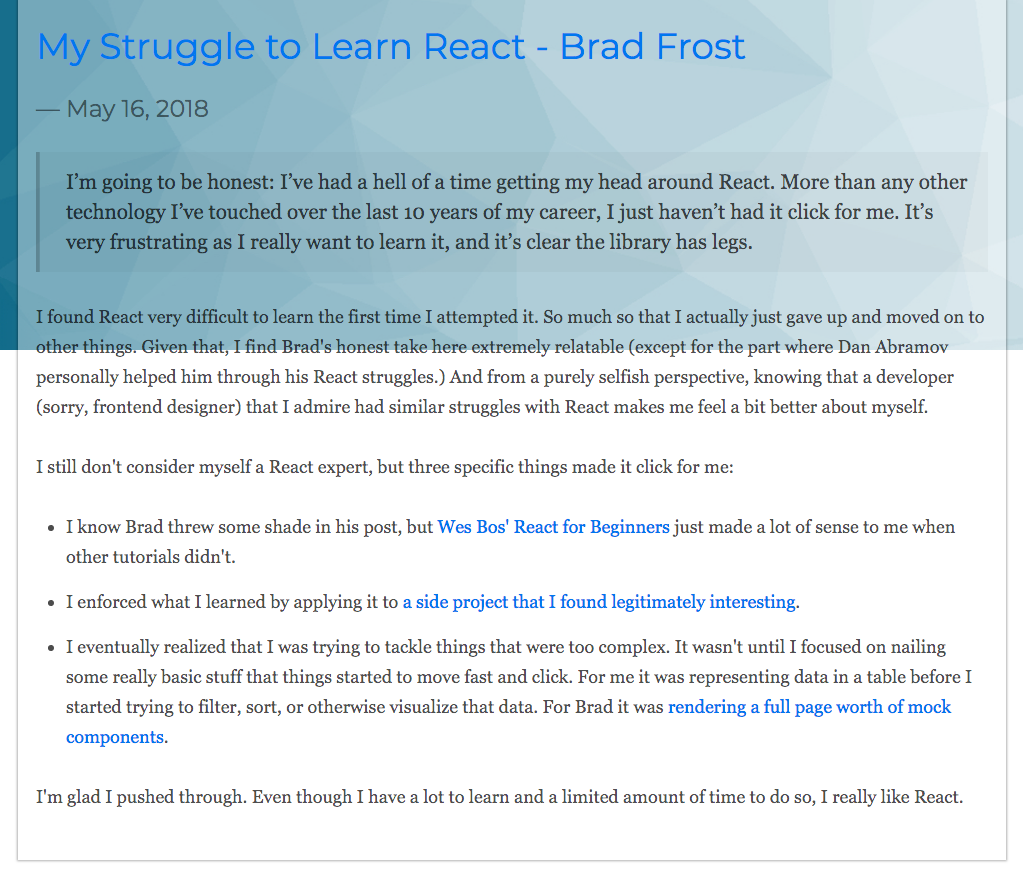 My Struggle to Learn React - Brad Frost
— May 16, 2018
I’m going to be honest: I’ve had a hell of a time getting my head around React. More than any other
technology I’ve touched over the last 10 years of my career, I just haven’t had it click for me. It’s
very frustrating as I really want to learn it, and it’s clear the library has legs.
I found React very difficult to learn the first time I attempted it. So much so that I actually just gave up and moved on to
other things. Given that, I find Brad's honest take here extremely relatable (except for the part where Dan Abramov
personally helped him through his React struggles.) And from a purely selfish perspective, knowing that a developer
(sorry, frontend designer) that I admire had similar struggles with React makes me feel a bit better about myself.
I still don't consider myself a React expert, but three specific things made it click for me:
• I know Brad threw some shade in his post, but Wes Bos' React for Beginners just made a lot of sense to me when
other tutorials didn't.
• I enforced what I learned by applying it to a side project that I found legitimately interesting.
• I eventually realized that I was trying to tackle things that were too complex. It wasn't until I focused on nailing
some really basic stuff that things started to move fast and click. For me it was representing data in a table before I
started trying to filter, sort, or otherwise visualize that data. For Brad it was rendering a full page worth of mock
components.
I'm glad I pushed through. Even though I have a lot to learn and a limited amount of time to do so, I really like React.